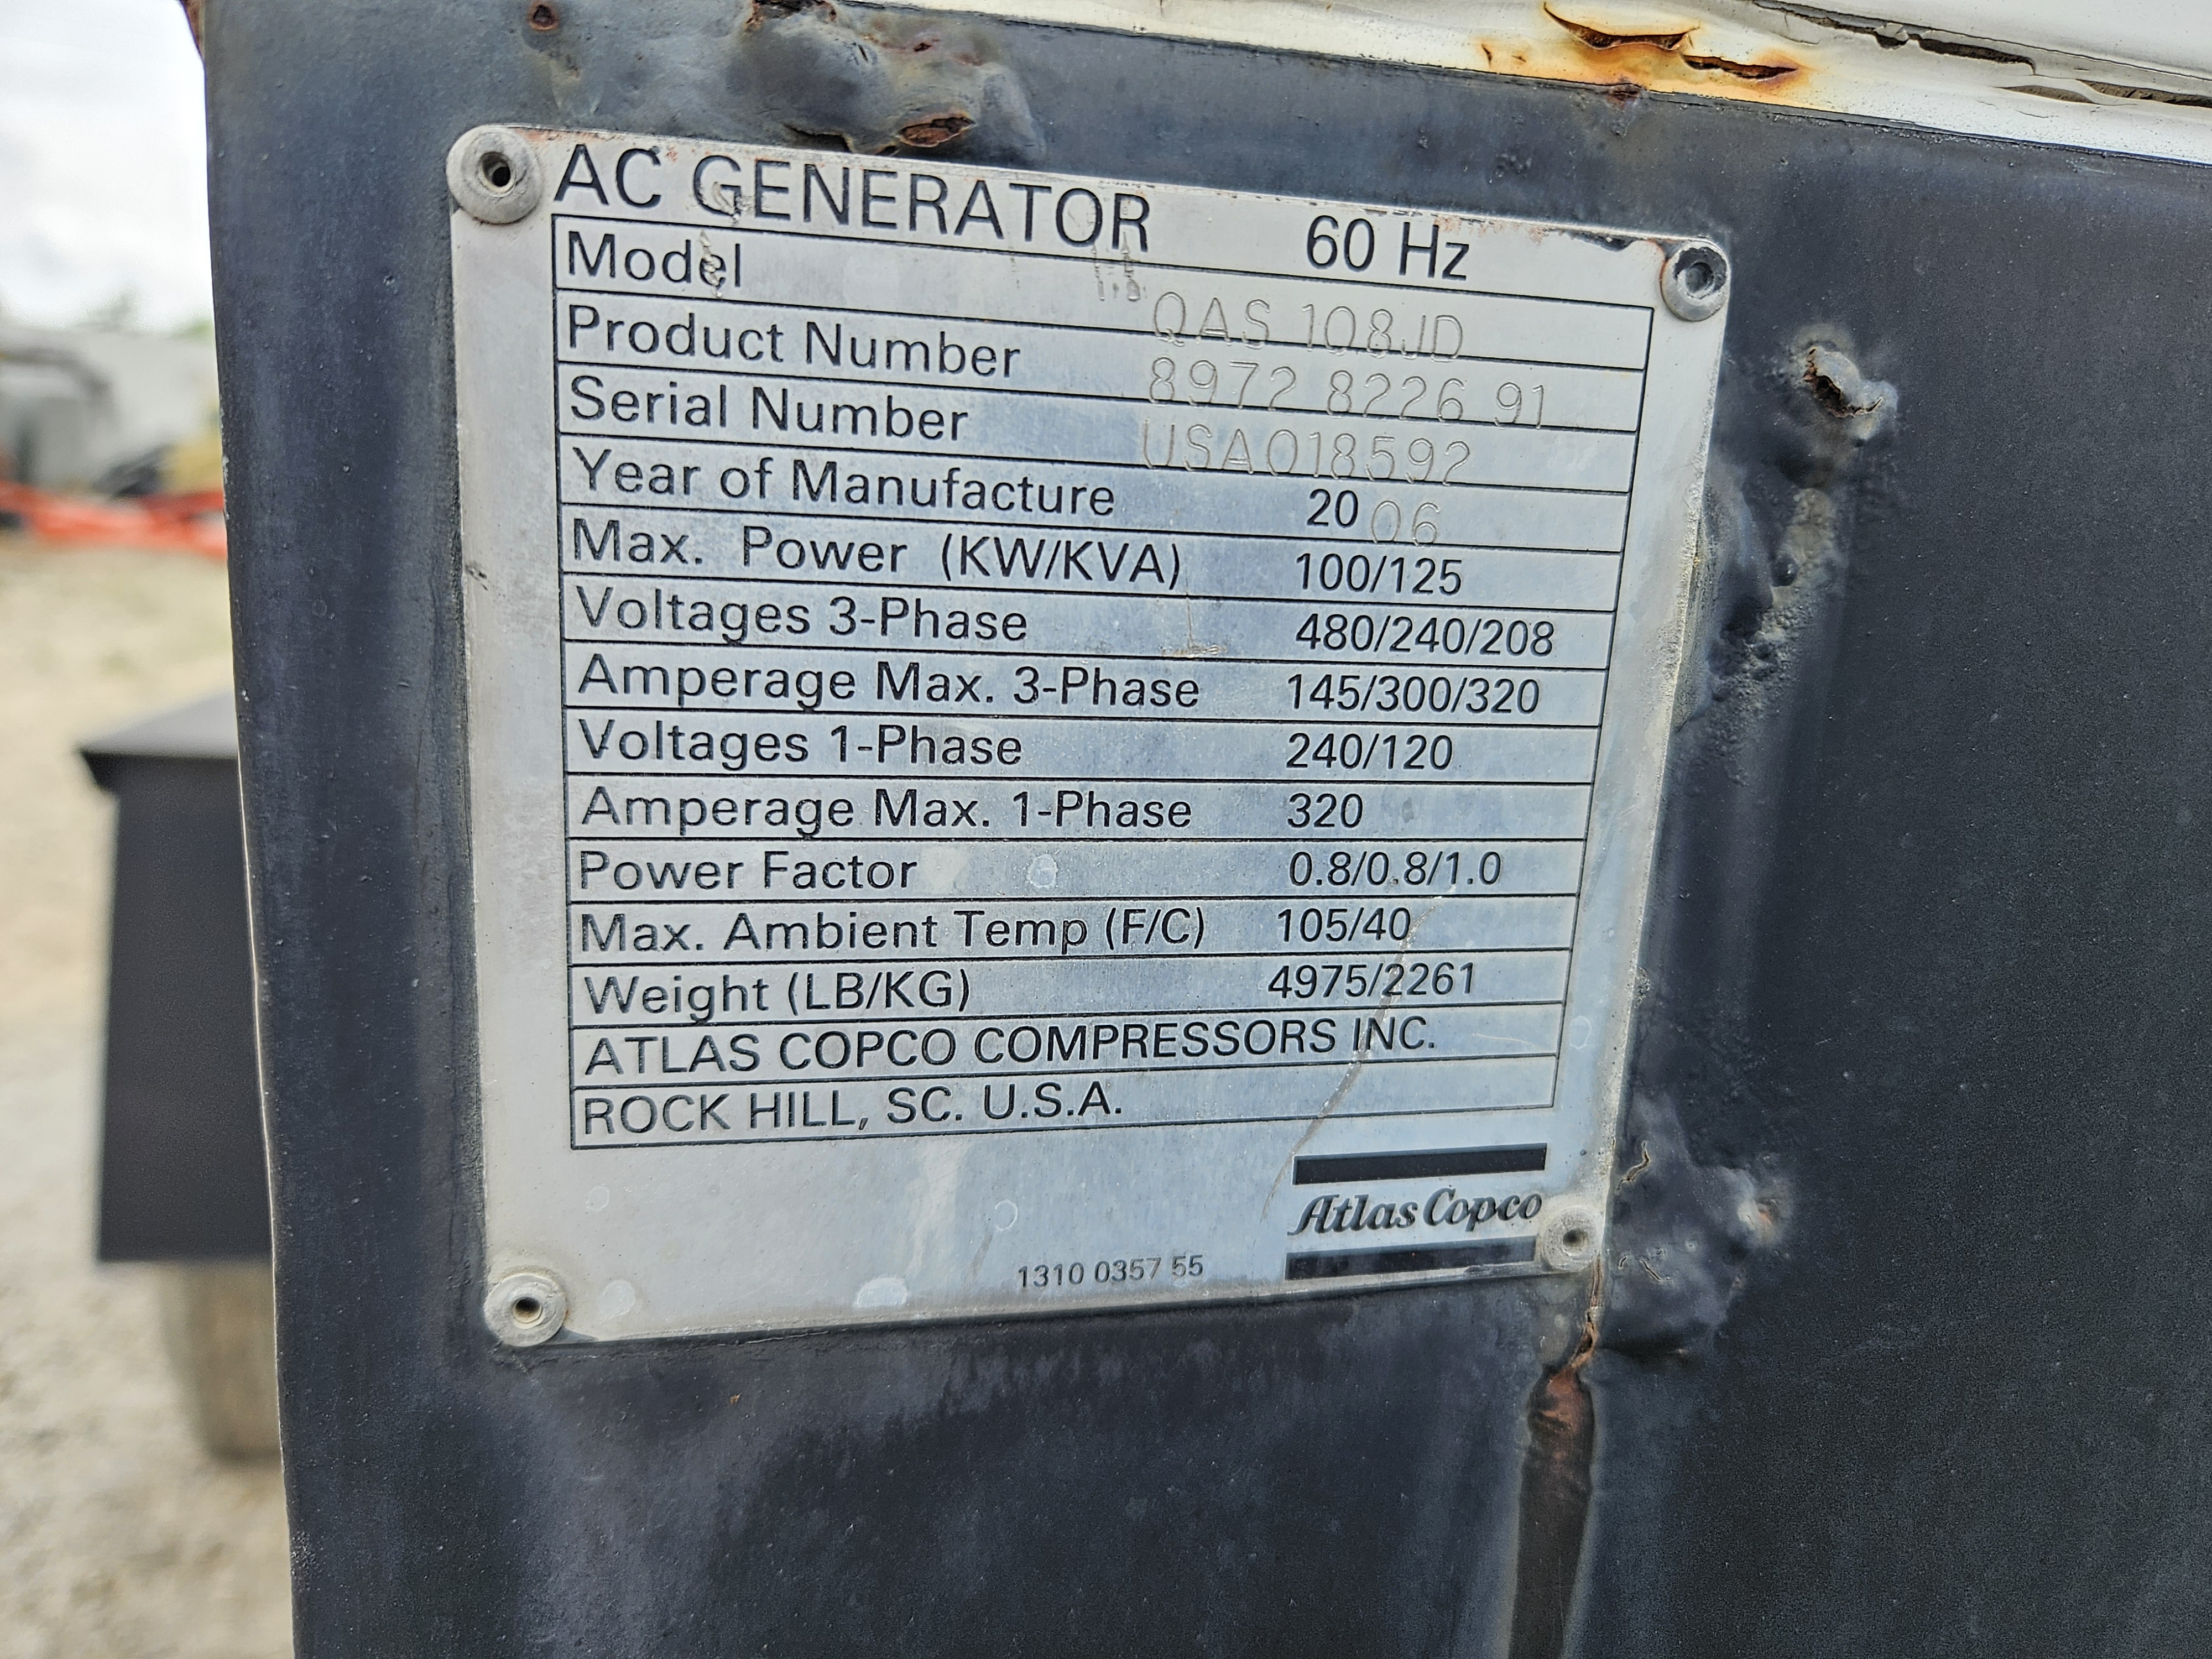 AC GENERATOR 60 Hz
Model QAS 108JD
Product Number 8972 8226 91
Serial Number USA018592
Year of Manufacture 2006
Max. Power (KW/KVA) 100/125
Voltages 3-Phase 480/240/208
Amperage Max. 3-Phase 145/300/320
Voltages 1-Phase 240/120
Amperage Max. 1-Phase 320
Power Factor 0.8/0.8/1.0
Max. Ambient Temp (F/C) 105/40
Weight (LB/KG) 4975/2261
ATLAS COPCO COMPRESSORS INC.
ROCK HILL, SC. U.S.A.
Atlas Copco
1310 0357 55